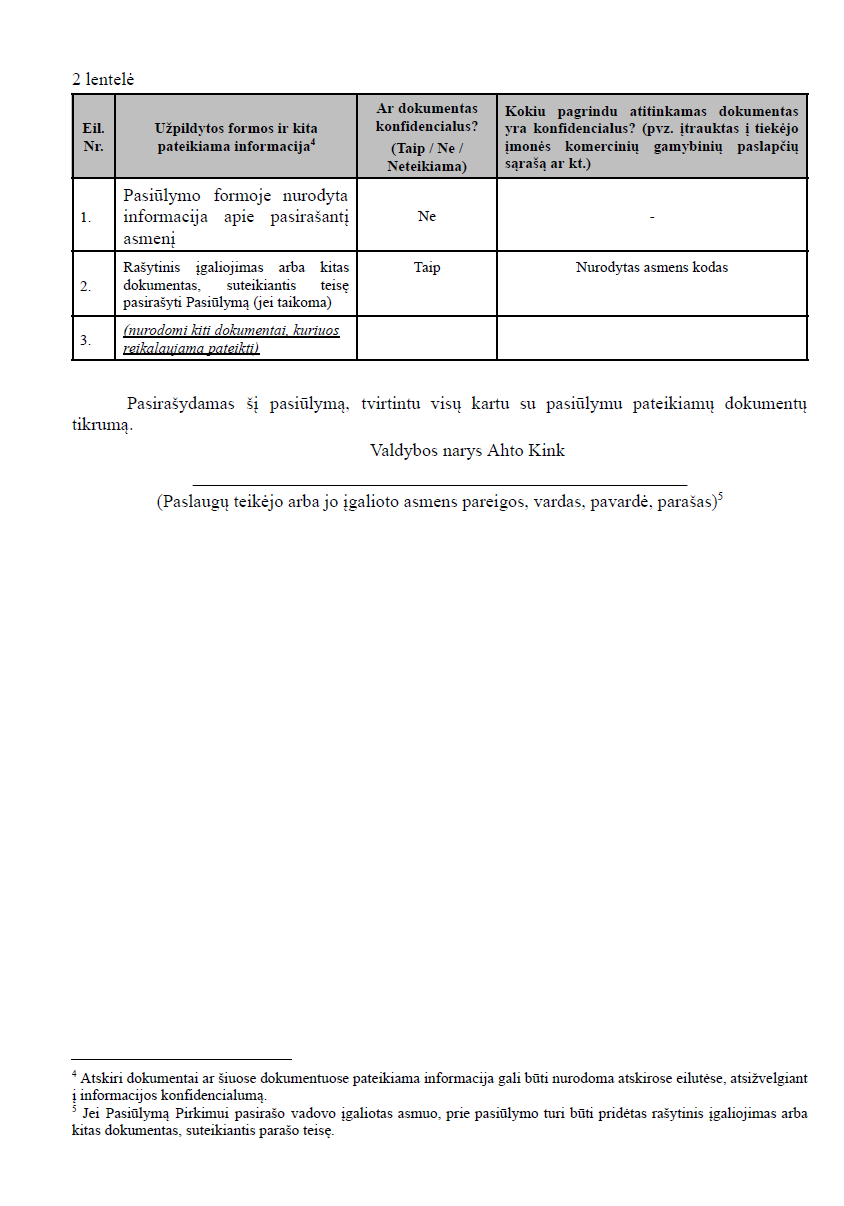 2 lentelė
Eil.
Nr.
Užpildytos formos ir kita
pateikiama informacija4
Ar dokumentas
konfidencialus?
(Taip / Ne /
Neteikiama)
Kokiu pagrindu atitinkamas dokumentas
yra konfidencialus? (pvz. įtrauktas į tiekėjo
įmonės komercinių gamybinių paslapčių
sąrašą ar kt.)
1.
Pasiūlymo formoje nurodyta
informacija apie pasirašantį
asmenį
Ne
-
2.
Rašytinis įgaliojimas arba kitas
dokumentas, suteikiantis teisę
pasirašyti Pasiūlymą (jei taikoma)
Taip
Nurodytas asmens kodas
3.
(nurodomi kiti dokumentai, kuriuos
reikalaujama pateikti)
Pasirašydamas šį pasiūlymą, tvirtintu visų kartu su pasiūlymu pateikiamų dokumentų
tikrumą.
Valdybos narys Ahto Kink
(Paslaugų teikėjo arba jo įgalioto asmens pareigos, vardas, pavardė, parašas)5
4 Atskiri dokumentai ar šiuose dokumentuose pateikiama informacija gali būti nurodoma atskirose eilutėse, atsižvelgiant
į informacijos konfidencialumą.
5 Jei Pasiūlymą Pirkimui pasirašo vadovo įgaliotas asmuo, prie pasiūlymo turi būti pridėtas rašytinis įgaliojimas arba
kitas dokumentas, suteikiantis parašo teisę.